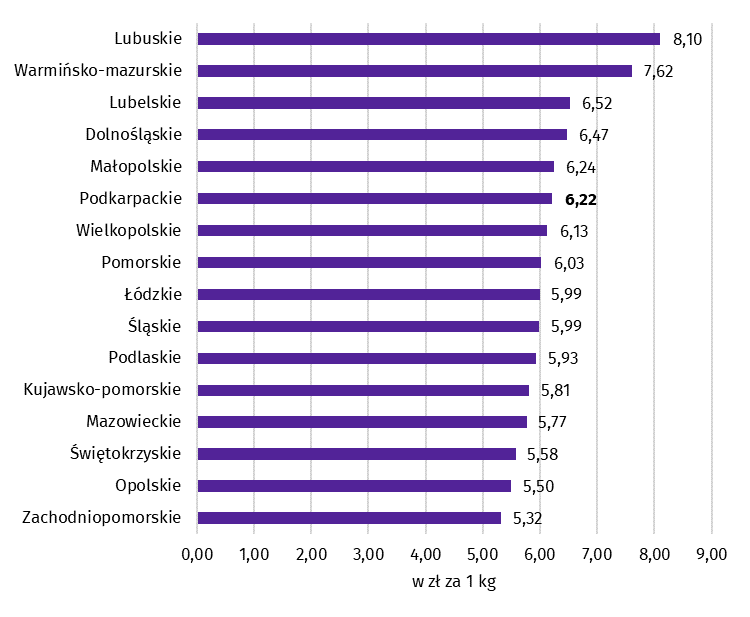 Lubuskie 8,10
Warmińsko-mazurskie 7,62
Lubelskie 6,52
Dolnośląskie 6,47
Małopolskie 6,24
Podkarpackie 6,22
Wielkopolskie 6,13
Pomorskie 6,03
Łódzkie 5,99
Śląskie 5,99
Podlaskie 5,93
Kujawsko-pomorskie 5,81
Mazowieckie 5,77
Świętokrzyskie 5,58
Opolskie 5,50
Zachodniopomorskie 5,32
0,00 1,00 2,00 3,00 4,00 5,00 6,00 7,00 8,00 9,00
w zł za 1 kg